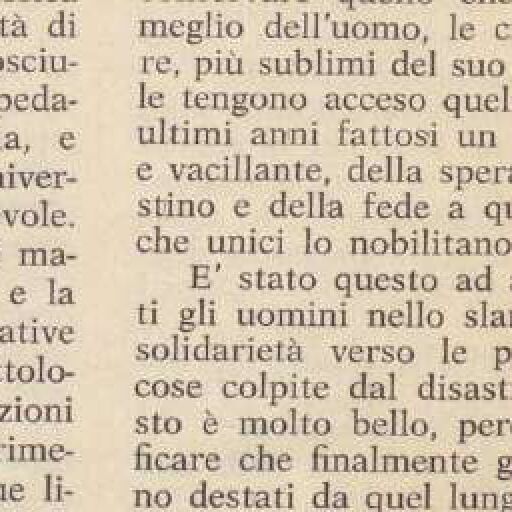 tà di
osciu-
peda-
a, e
niver-
vole.
ma-
e la
ative
ttolo-
zioni
rime-
ue li-
meglio dell'uomo, le c
re, più sublimi del suo
le tengono acceso quel
ultimi anni fattosi un
e vacillante, della spera
stino e della fede a qu
che unici lo nobilitano
E' stato questo ad a
ti gli uomini nello slan
solidarietà verso le p
cose colpite dal disast
sto è molto bello, per
ficare che finalmente g
no destati da quel lung